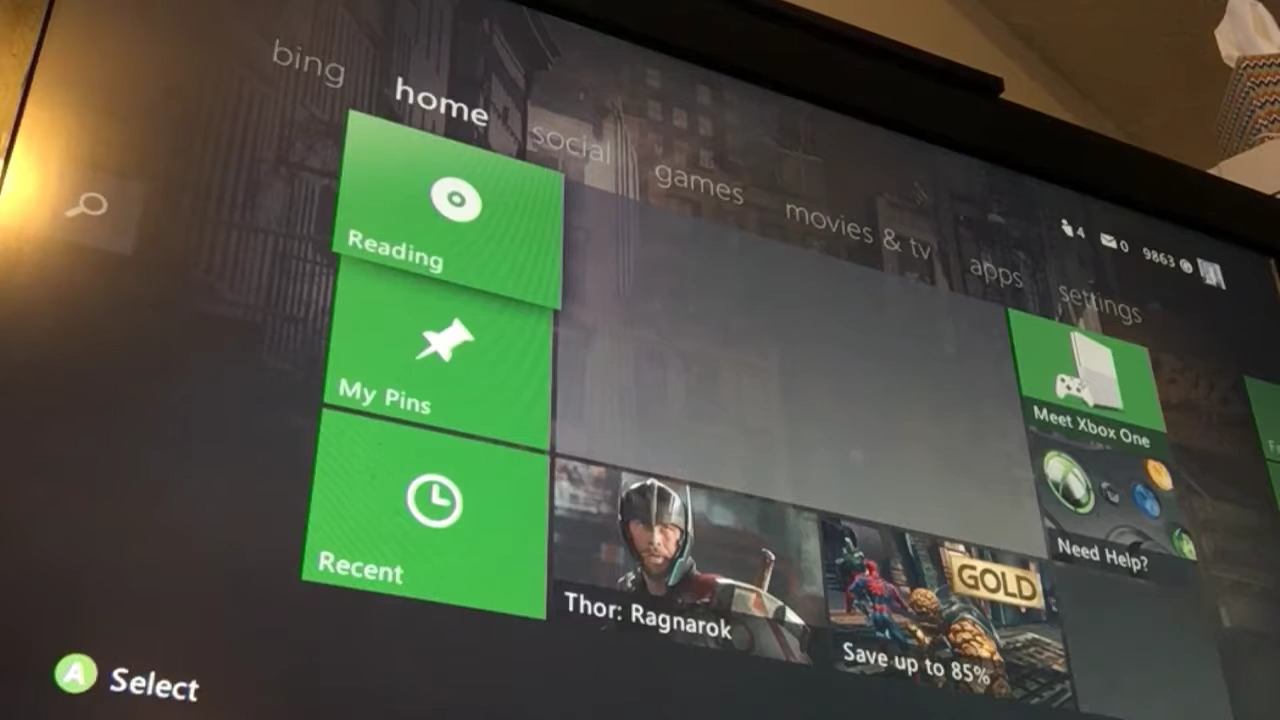 bing
home
social
games
movies & tv
apps
settings
4
0
9863 G
Reading
My Pins
Recent
Meet Xbox One
Need Help?
Thor: Ragnarok
GOLD
Save up to 85%
A Select